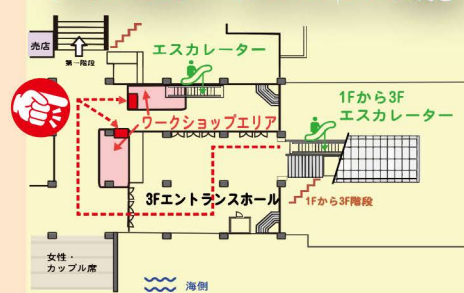 売店
第一階段
エスカレーター
1Fから3F
エスカレーター
ワークショップエリア
3Fエントランスホール
1Fから3F階段
女性・
カップル席
海側